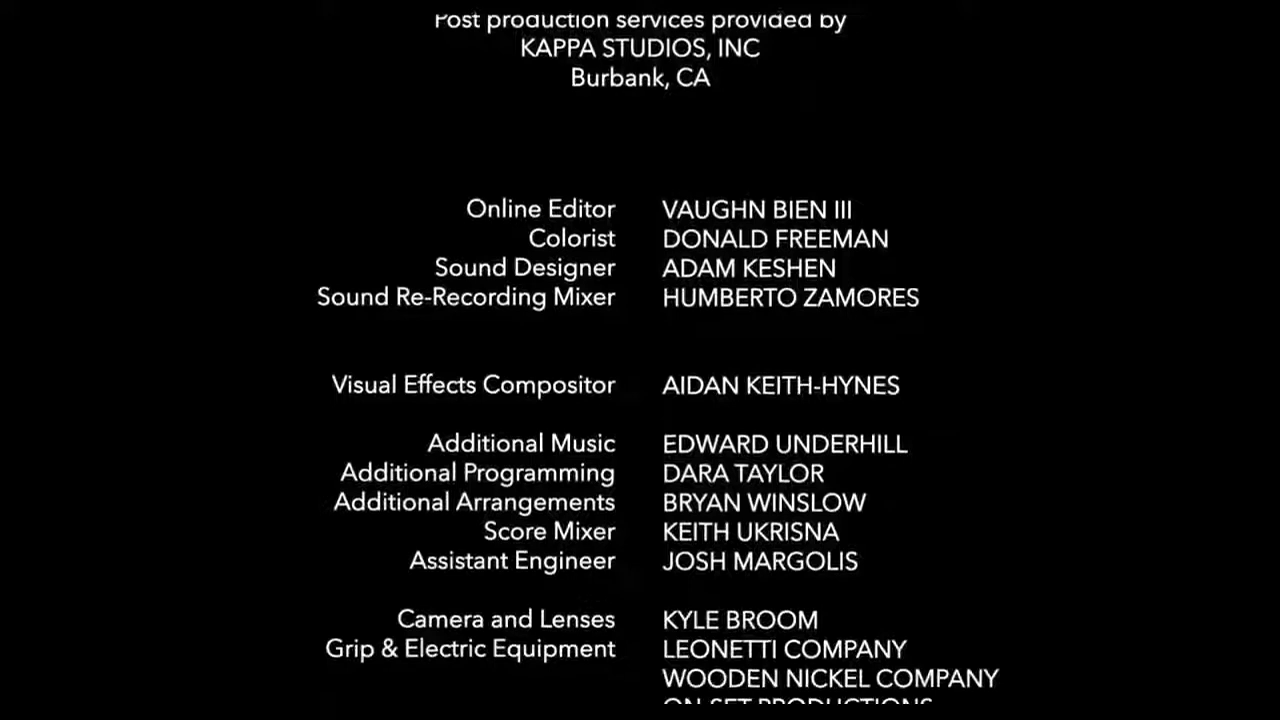 Post production services provided by
KAPPA STUDIOS, INC
Burbank, CA
Online Editor VAUGHN BIEN III
Colorist DONALD FREEMAN
Sound Designer ADAM KESHEN
Sound Re-Recording Mixer HUMBERTO ZAMORES
Visual Effects Compositor AIDAN KEITH-HYNES
Additional Music EDWARD UNDERHILL
Additional Programming DARA TAYLOR
Additional Arrangements BRYAN WINSLOW
Score Mixer KEITH UKRISNA
Assistant Engineer JOSH MARGOLIS
Camera and Lenses KYLE BROOM
Grip & Electric Equipment LEONETTI COMPANY
WOODEN NICKEL COMPANY
ON-SET PRODUCTIONS